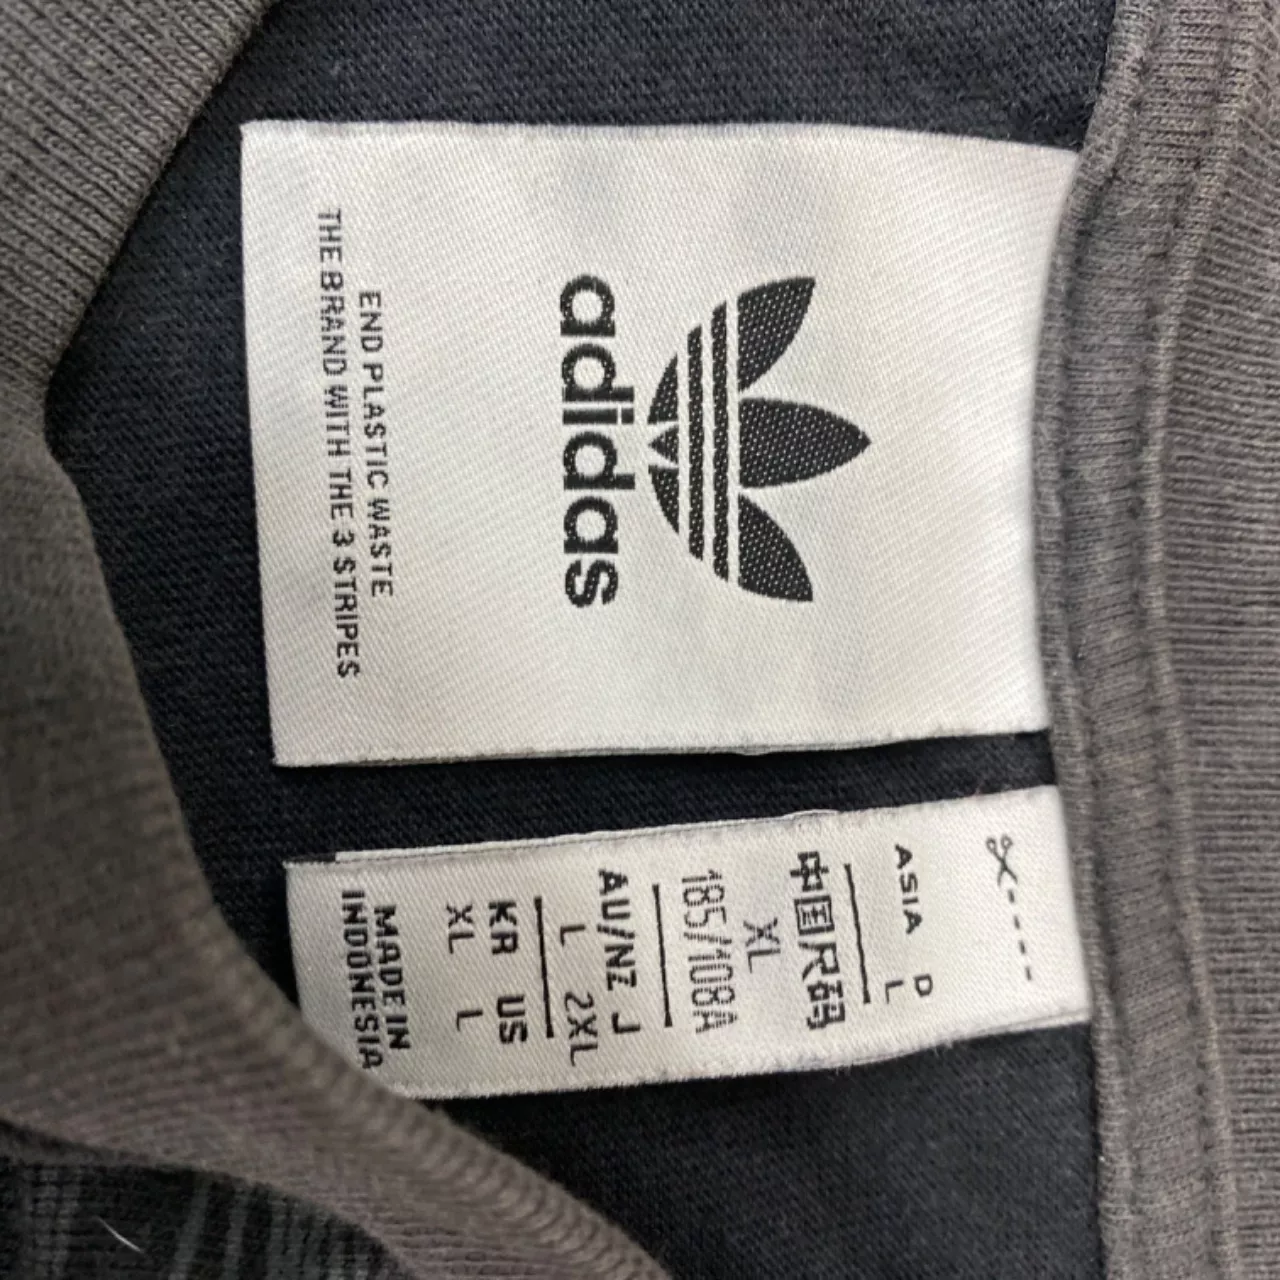 adidas
END PLASTIC WASTE
THE BRAND WITH THE 3 STRIPES
ASIA D
L
中国尺码
XL
185/108A
AU/NZ J
L 2XL
KR US
XL L
MADE IN
INDONESIA